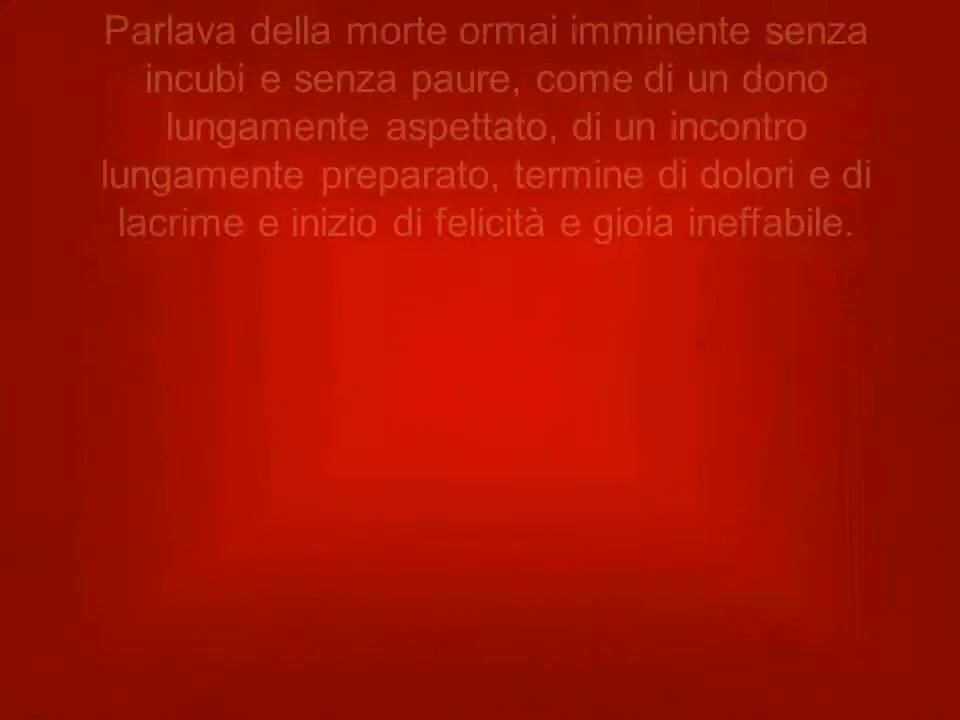 Parlava della morte ormai imminente senza
incubi e senza paure, come di un dono
lungamente aspettato, di un incontro
lungamente preparato, termine di dolori e di
lacrime e inizio di felicità e gioia ineffabile.